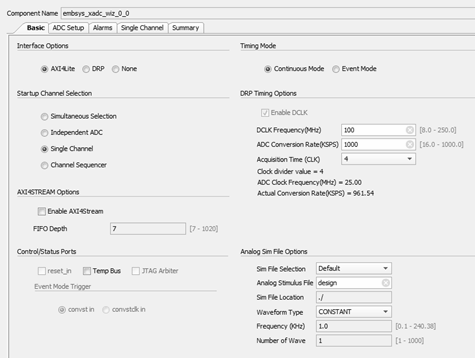 Component Name embsys_xadc_wiz_0_0
Basic ADC Setup Alarms Single Channel Summary
Interface Options
AXI4Lite DRP None
Startup Channel Selection
Simultaneous Selection
Independent ADC
Single Channel
Channel Sequencer
AXI4STREAM Options
Enable AXI4Stream
FIFO Depth 7 [7 - 1020]
Control/Status Ports
reset_in Temp Bus JTAG Arbiter
Event Mode Trigger
convst in convstclk in
Timing Mode
Continuous Mode Event Mode
DRP Timing Options
Enable DCLK
DCLK Frequency(MHz) 100 [8.0 - 250.0]
ADC Conversion Rate(KSPS) 1000 [16.0 - 1000.0]
Acquisition Time (CLK) 4
Clock divider value = 4
ADC Clock Frequency(MHz) = 25.00
Actual Conversion Rate(KSPS) = 961.54
Analog Sim File Options
Sim File Selection Default
Analog Stimulus File design
Sim File Location ./
Waveform Type CONSTANT
Frequency (KHz) 1.0 [0.1 - 240.38]
Number of Wave 1 [1 - 1000]